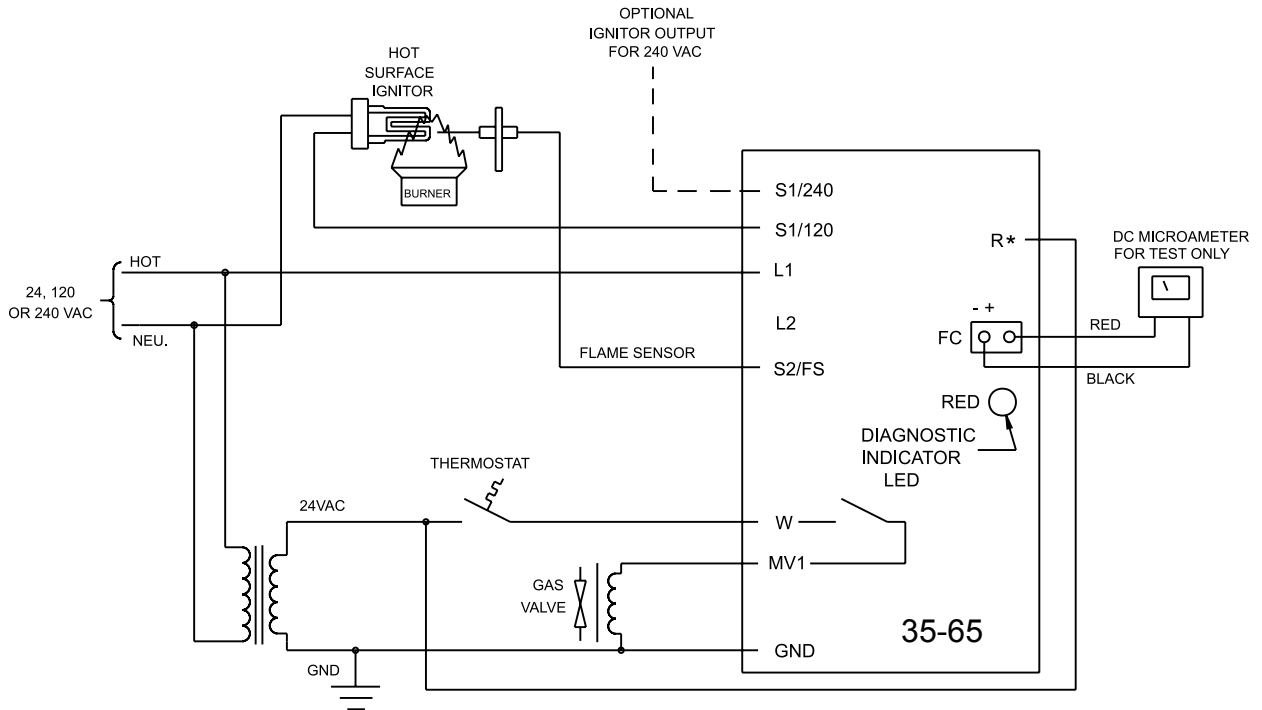 OPTIONAL
IGNITOR OUTPUT
FOR 240 VAC
HOT
SURFACE
IGNITOR
BURNER
S1/240
S1/120
R*
DC MICROAMETER
FOR TEST ONLY
HOT
L1
24, 120
OR 240 VAC
- +
L2
RED
NEU.
FC
FLAME SENSOR
S2/FS
BLACK
RED
DIAGNOSTIC
INDICATOR
LED
THERMOSTAT
24VAC
W
MV1
GAS
VALVE
35-65
GND
GND